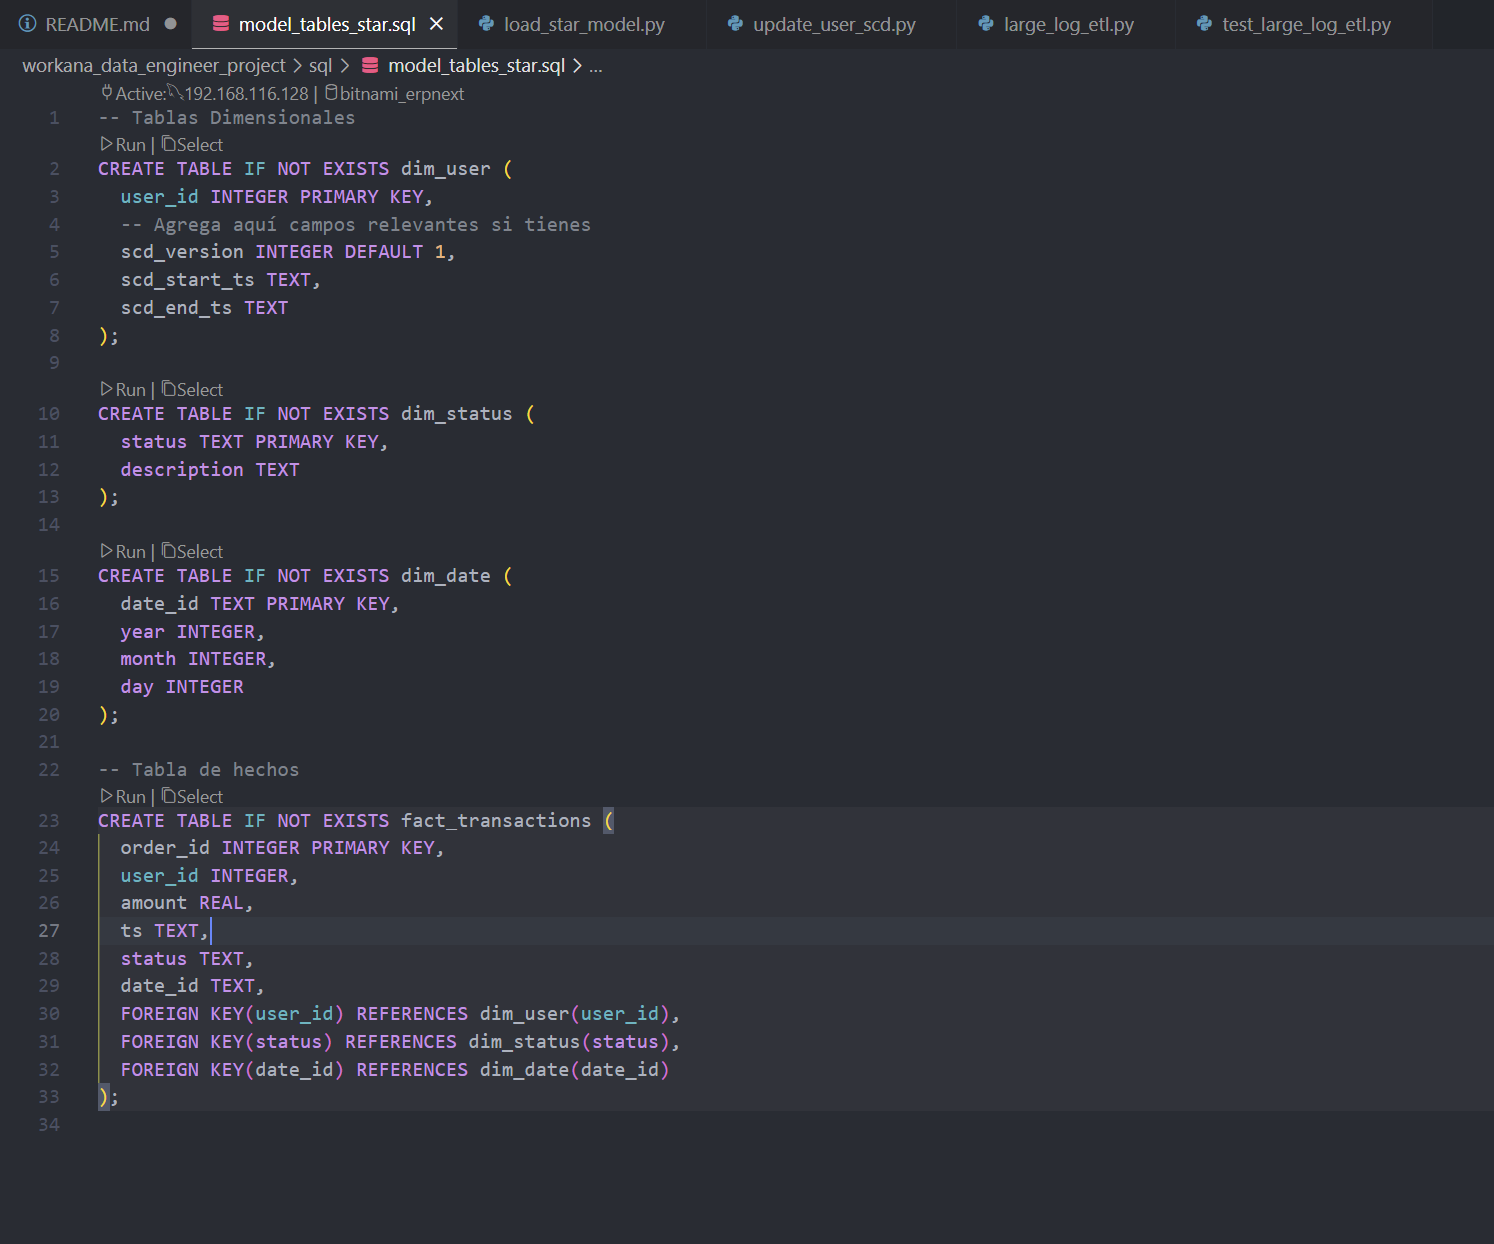 README.md
model_tables_star.sql
load_star_model.py
update_user_scd.py
large_log_etl.py
test_large_log_etl.py
workana_data_engineer_project > sql > model_tables_star.sql > ...
Active: 192.168.116.128 | bitnami_erpnext
1 -- Tablas Dimensionales
Run | Select
2 CREATE TABLE IF NOT EXISTS dim_user (
3 user_id INTEGER PRIMARY KEY,
4 -- Agrega aquí campos relevantes si tienes
5 scd_version INTEGER DEFAULT 1,
6 scd_start_ts TEXT,
7 scd_end_ts TEXT
8 );
9
Run | Select
10 CREATE TABLE IF NOT EXISTS dim_status (
11 status TEXT PRIMARY KEY,
12 description TEXT
13 );
14
Run | Select
15 CREATE TABLE IF NOT EXISTS dim_date (
16 date_id TEXT PRIMARY KEY,
17 year INTEGER,
18 month INTEGER,
19 day INTEGER
20 );
21
22 -- Tabla de hechos
Run | Select
23 CREATE TABLE IF NOT EXISTS fact_transactions (
24 order_id INTEGER PRIMARY KEY,
25 user_id INTEGER,
26 amount REAL,
27 ts TEXT,
28 status TEXT,
29 date_id TEXT,
30 FOREIGN KEY(user_id) REFERENCES dim_user(user_id),
31 FOREIGN KEY(status) REFERENCES dim_status(status),
32 FOREIGN KEY(date_id) REFERENCES dim_date(date_id)
33 );
34